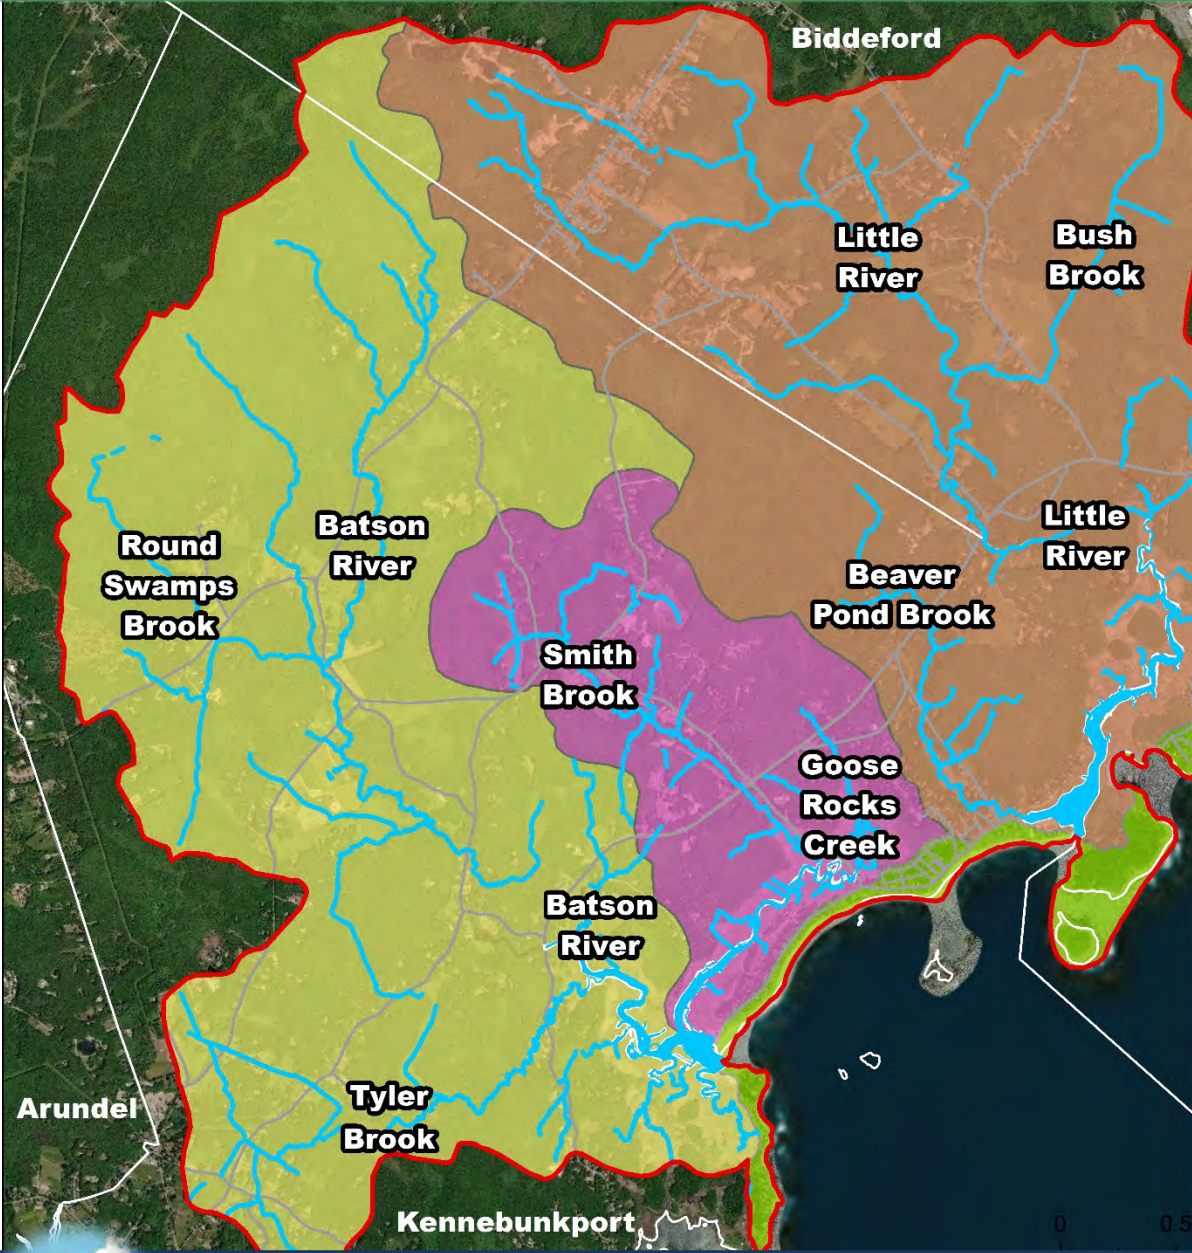 Biddeford
Little
River
Bush
Brook
Batson
River
Round
Swamps
Brook
Little
River
Beaver
Pond Brook
Smith
Brook
Goose
Rocks
Creek
Batson
River
Tyler
Brook
Arundel
Kennebunkport
0
0.5